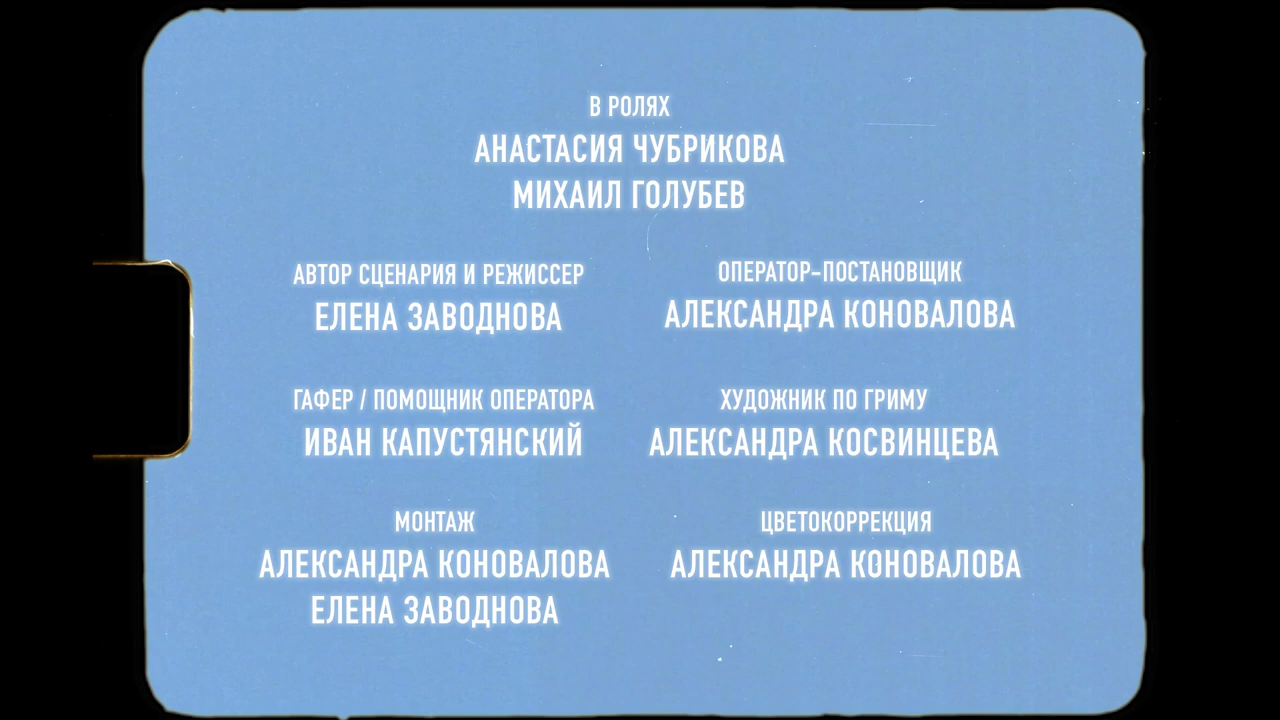 В РОЛЯХ
АНАСТАСИЯ ЧУБРИКОВА
МИХАИЛ ГОЛУБЕВ
АВТОР СЦЕНАРИЯ И РЕЖИССЕР
ЕЛЕНА ЗАВОДНОВА
ОПЕРАТОР-ПОСТАНОВЩИК
АЛЕКСАНДРА КОНОВАЛОВА
ГАФЕР / ПОМОЩНИК ОПЕРАТОРА
ИВАН КАПУСТЯНСКИЙ
ХУДОЖНИК ПО ГРИМУ
АЛЕКСАНДРА КОСВИНЦЕВА
МОНТАЖ
АЛЕКСАНДРА КОНОВАЛОВА
ЕЛЕНА ЗАВОДНОВА
ЦВЕТОКОРРЕКЦИЯ
АЛЕКСАНДРА КОНОВАЛОВА